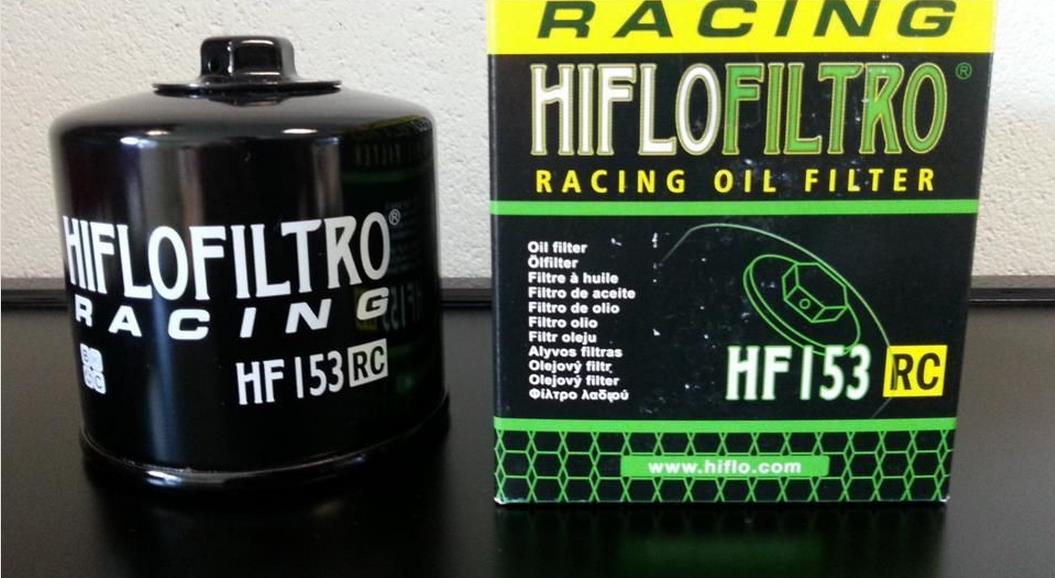 HIFLOFILTRO®
RACING
HF153 RC
RACING
HIFLOFILTRO®
RACING OIL FILTER
Oil filter
Ölfilter
Filtre à huile
Filtro de aceite
Filtro de olio
Filtro olio
Filtr oleju
Alyvos filtras
Olejový filtr
Olejový filter
Φίλτρο λαδιού
HF153 RC
www.hiflo.com